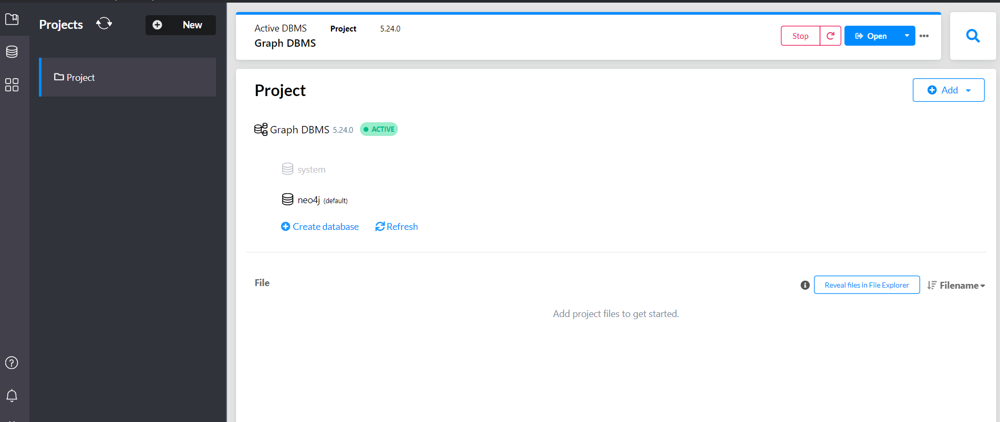 Projects
New
Project
Active DBMS
Project
5.24.0
Graph DBMS
Stop
Open
Project
Add
Graph DBMS 5.24.0 ACTIVE
system
neo4j (default)
Create database
Refresh
File
Reveal files in File Explorer
Filename
Add project files to get started.